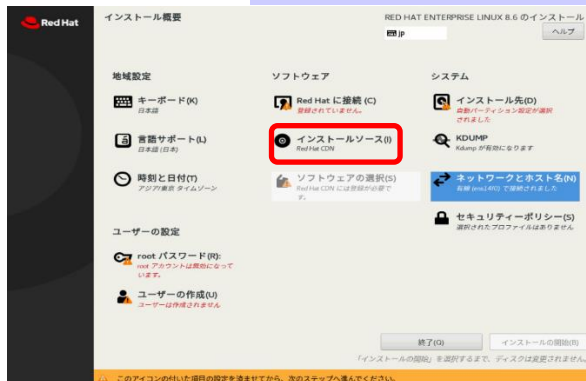 Red Hat
インストール概要
RED HAT ENTERPRISE LINUX 8.6 のインストール
jp
ヘルプ
地域設定
キーボード(K)
日本語
言語サポート(L)
日本語 (日本)
時刻と日付(T)
アジア/東京 タイムゾーン
ユーザーの設定
root パスワード(R):
root アカウントは無効になって
います。
ユーザーの作成(U)
ユーザーは作成されません
ソフトウェア
Red Hat に接続 (C)
登録されていません。
インストールソース(I)
Red Hat CDN
ソフトウェアの選択(S)
Red Hat CDN には登録が必要で
す。
システム
インストール先(D)
自動パーティション設定が選択
されました
KDUMP
Kdump が有効になります
ネットワークとホスト名(N)
有線 (ens14f0) で接続されました
セキュリティーポリシー(S)
選択されたプロファイルはありません
終了(Q)
インストールの開始(B)
「インストールの開始」を選択するまで、ディスクは変更されません。
このアイコンの付いた項目の設定を済ませてから、次のステップへ進んでください。